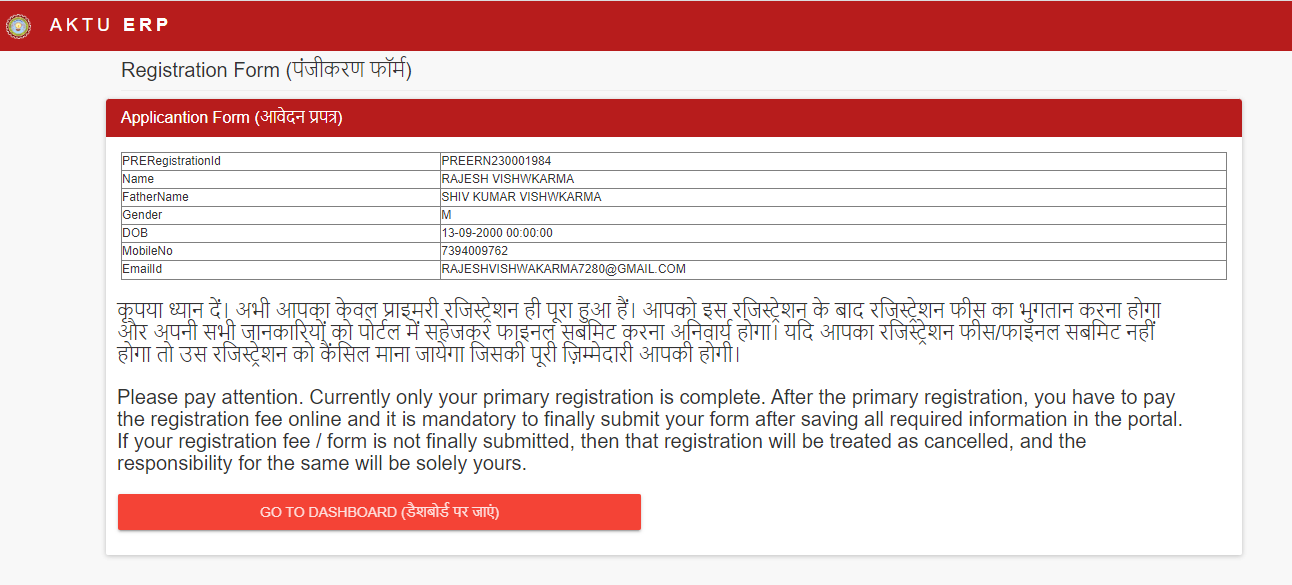 AKTU ERP
Registration Form (पंजीकरण फॉर्म)
Applicantion Form (आवेदन प्रपत्र)
PRERegistrationId PREERN230001984
Name RAJESH VISHWKARMA
FatherName SHIV KUMAR VISHWKARMA
Gender M
DOB 13-09-2000 00:00:00
MobileNo 7394009762
EmailId RAJESHVISHWAKARMA7280@GMAIL.COM
कृपया ध्यान दें। अभी आपका केवल प्राइमरी रजिस्ट्रेशन ही पूरा हुआ हैं। आपको इस रजिस्ट्रेशन के बाद रजिस्ट्रेशन फीस का भुगतान करना होगा
और अपनी सभी जानकारियों को पोर्टल में सहेजकर फाइनल सबमिट करना अनिवार्य होगा। यदि आपका रजिस्ट्रेशन फीस/फाइनल सबमिट नहीं
होगा तो उस रजिस्ट्रेशन को कैंसिल माना जायेगा जिसकी पूरी ज़िम्मेदारी आपकी होगी।
Please pay attention. Currently only your primary registration is complete. After the primary registration, you have to pay
the registration fee online and it is mandatory to finally submit your form after saving all required information in the portal.
If your registration fee / form is not finally submitted, then that registration will be treated as cancelled, and the
responsibility for the same will be solely yours.
GO TO DASHBOARD (डैशबोर्ड पर जाएं)